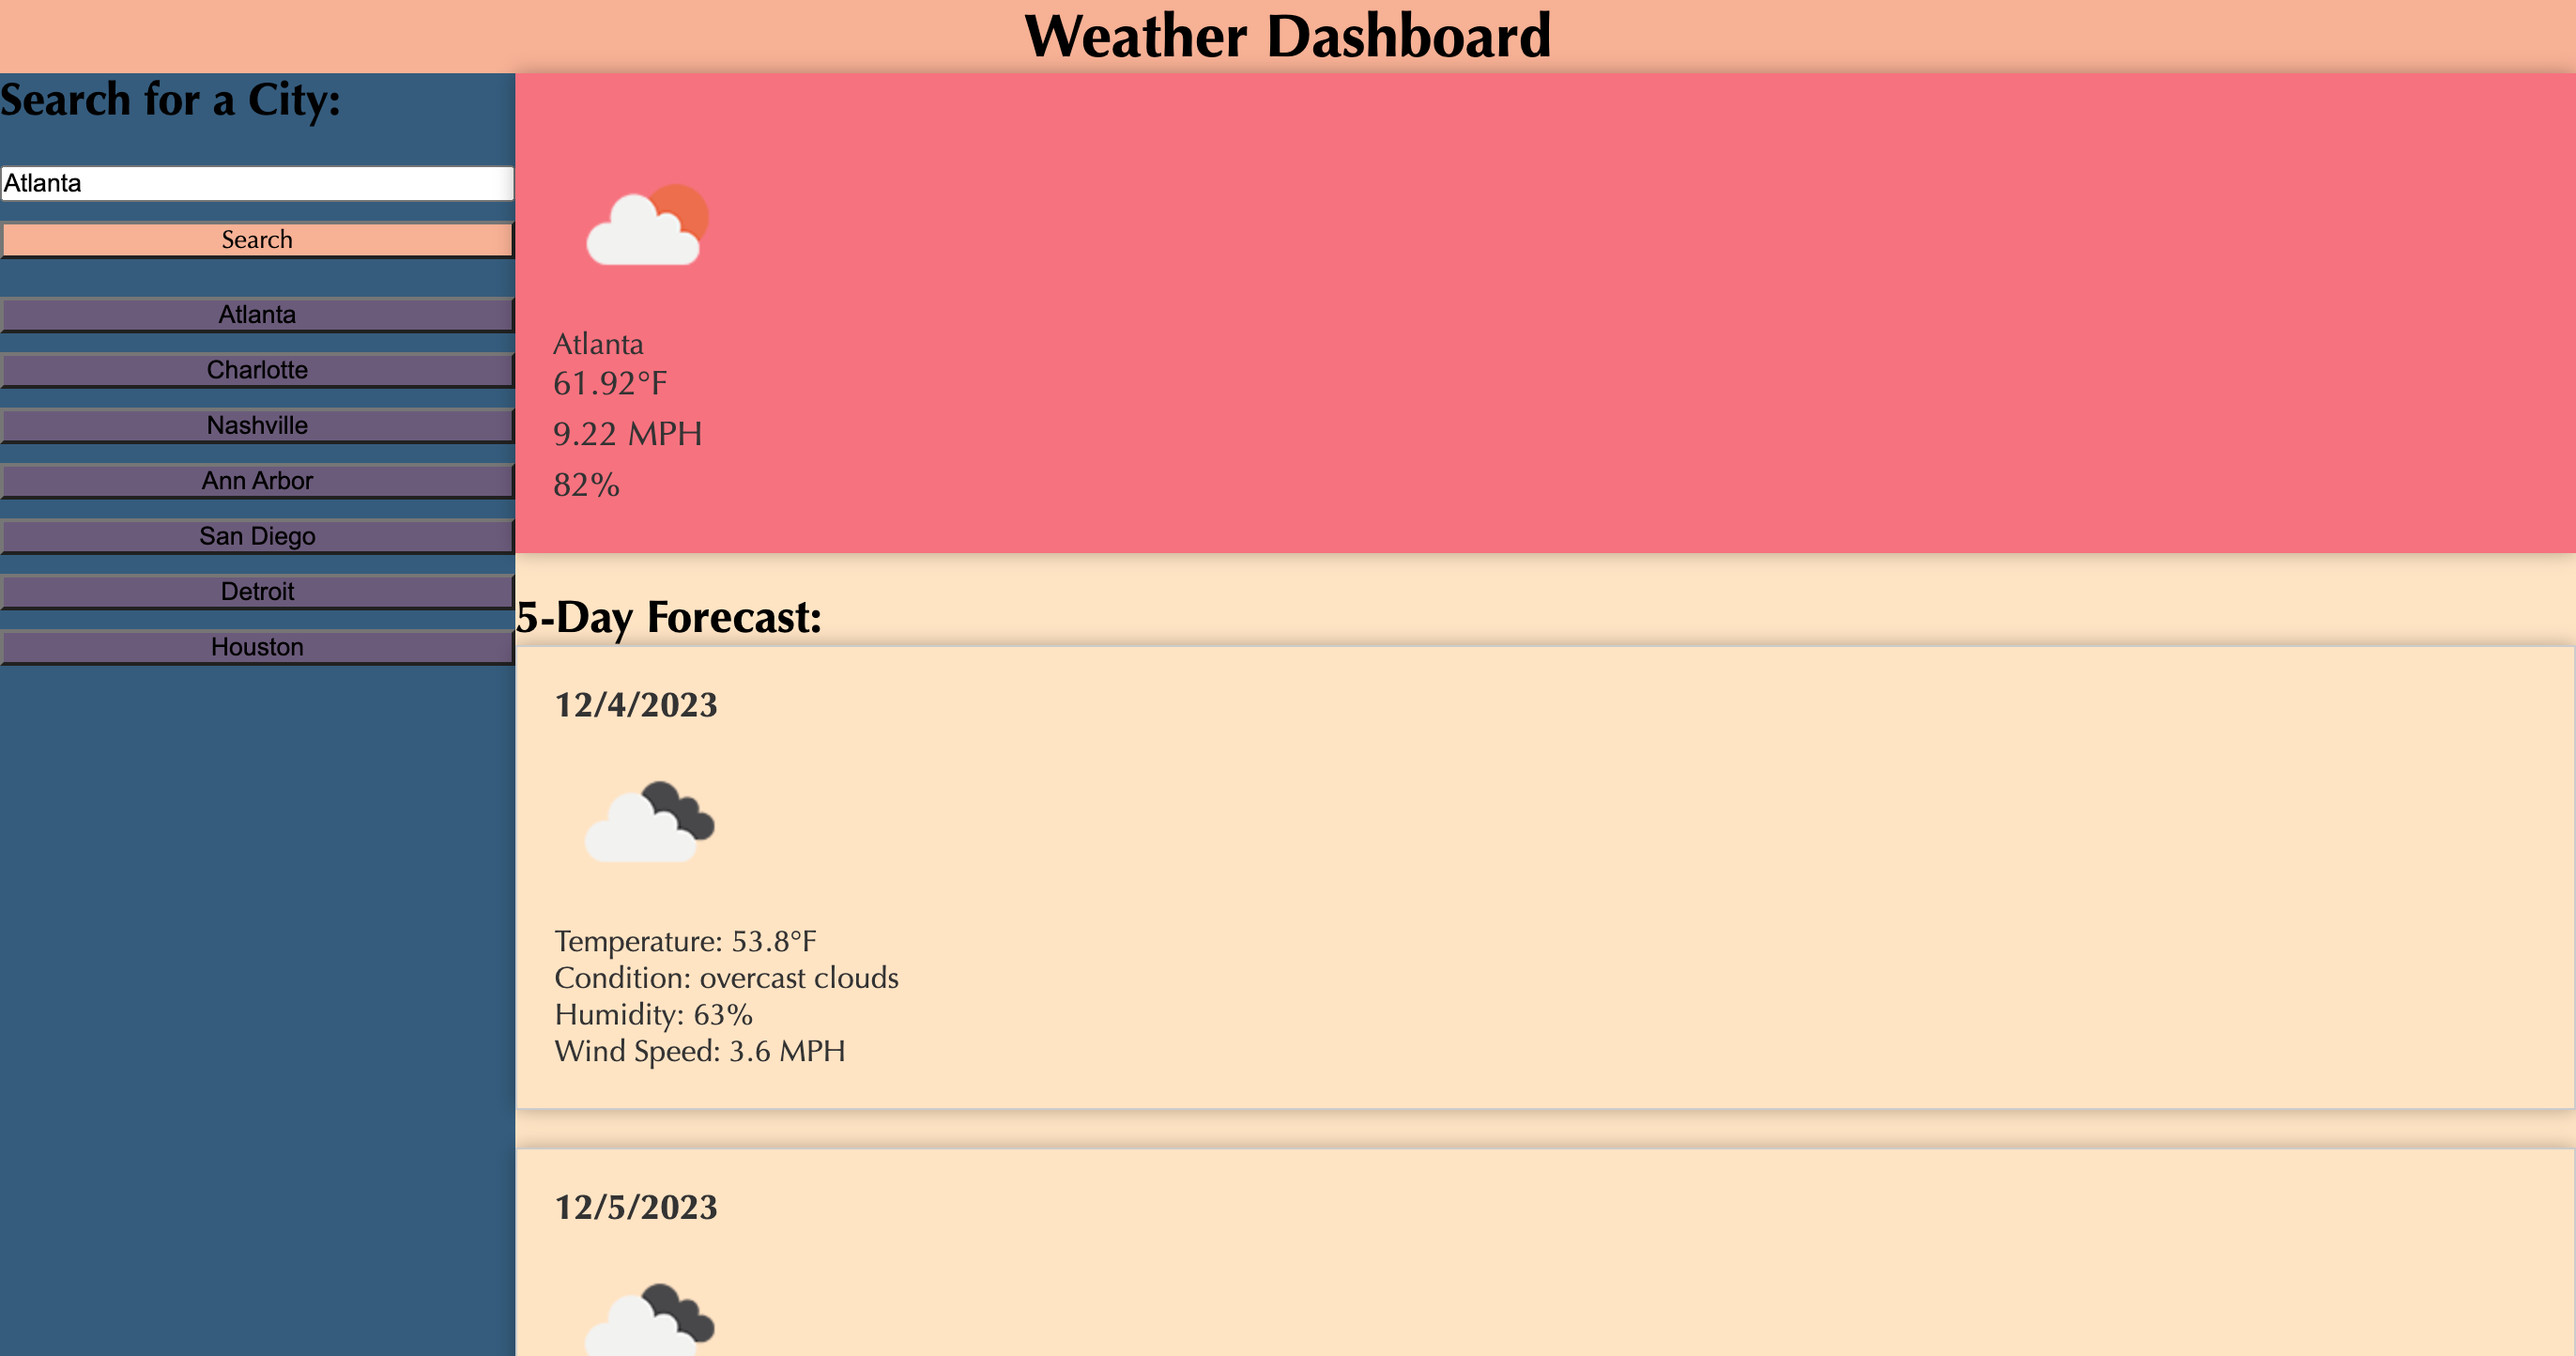 Weather Dashboard
Search for a City:
Atlanta
Search
Atlanta
Charlotte
Nashville
Ann Arbor
San Diego
Detroit
Houston
Atlanta
61.92°F
9.22 MPH
82%
5-Day Forecast:
12/4/2023
Temperature: 53.8°F
Condition: overcast clouds
Humidity: 63%
Wind Speed: 3.6 MPH
12/5/2023